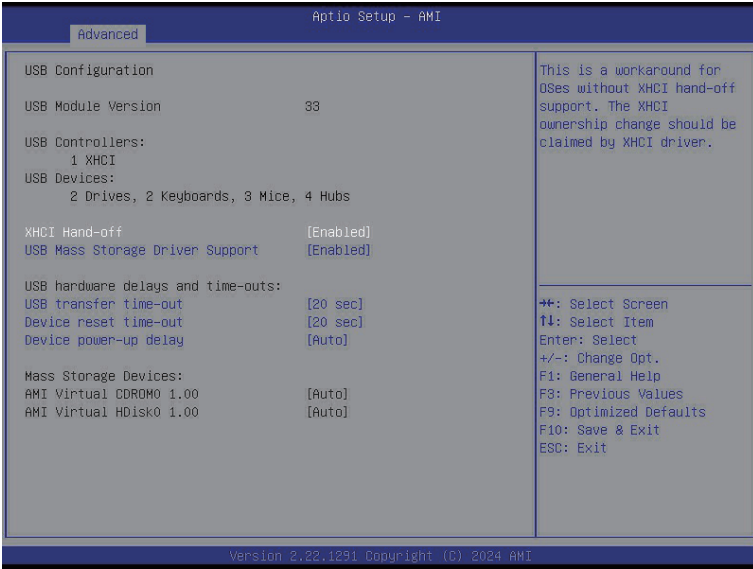 Aptio Setup – AMI
Advanced
USB Configuration
USB Module Version 33
USB Controllers:
1 XHCI
USB Devices:
2 Drives, 2 Keyboards, 3 Mice, 4 Hubs
XHCI Hand-off [Enabled]
USB Mass Storage Driver Support [Enabled]
USB hardware delays and time-outs:
USB transfer time-out [20 sec]
Device reset time-out [20 sec]
Device power-up delay [Auto]
Mass Storage Devices:
AMI Virtual CDROM0 1.00 [Auto]
AMI Virtual HDisk0 1.00 [Auto]
This is a workaround for
OSes without XHCI hand-off
support. The XHCI
ownership change should be
claimed by XHCI driver.
→←: Select Screen
↑↓: Select Item
Enter: Select
+/-: Change Opt.
F1: General Help
F3: Previous Values
F9: Optimized Defaults
F10: Save & Exit
ESC: Exit
Version 2.22.1291 Copyright (C) 2024 AMI